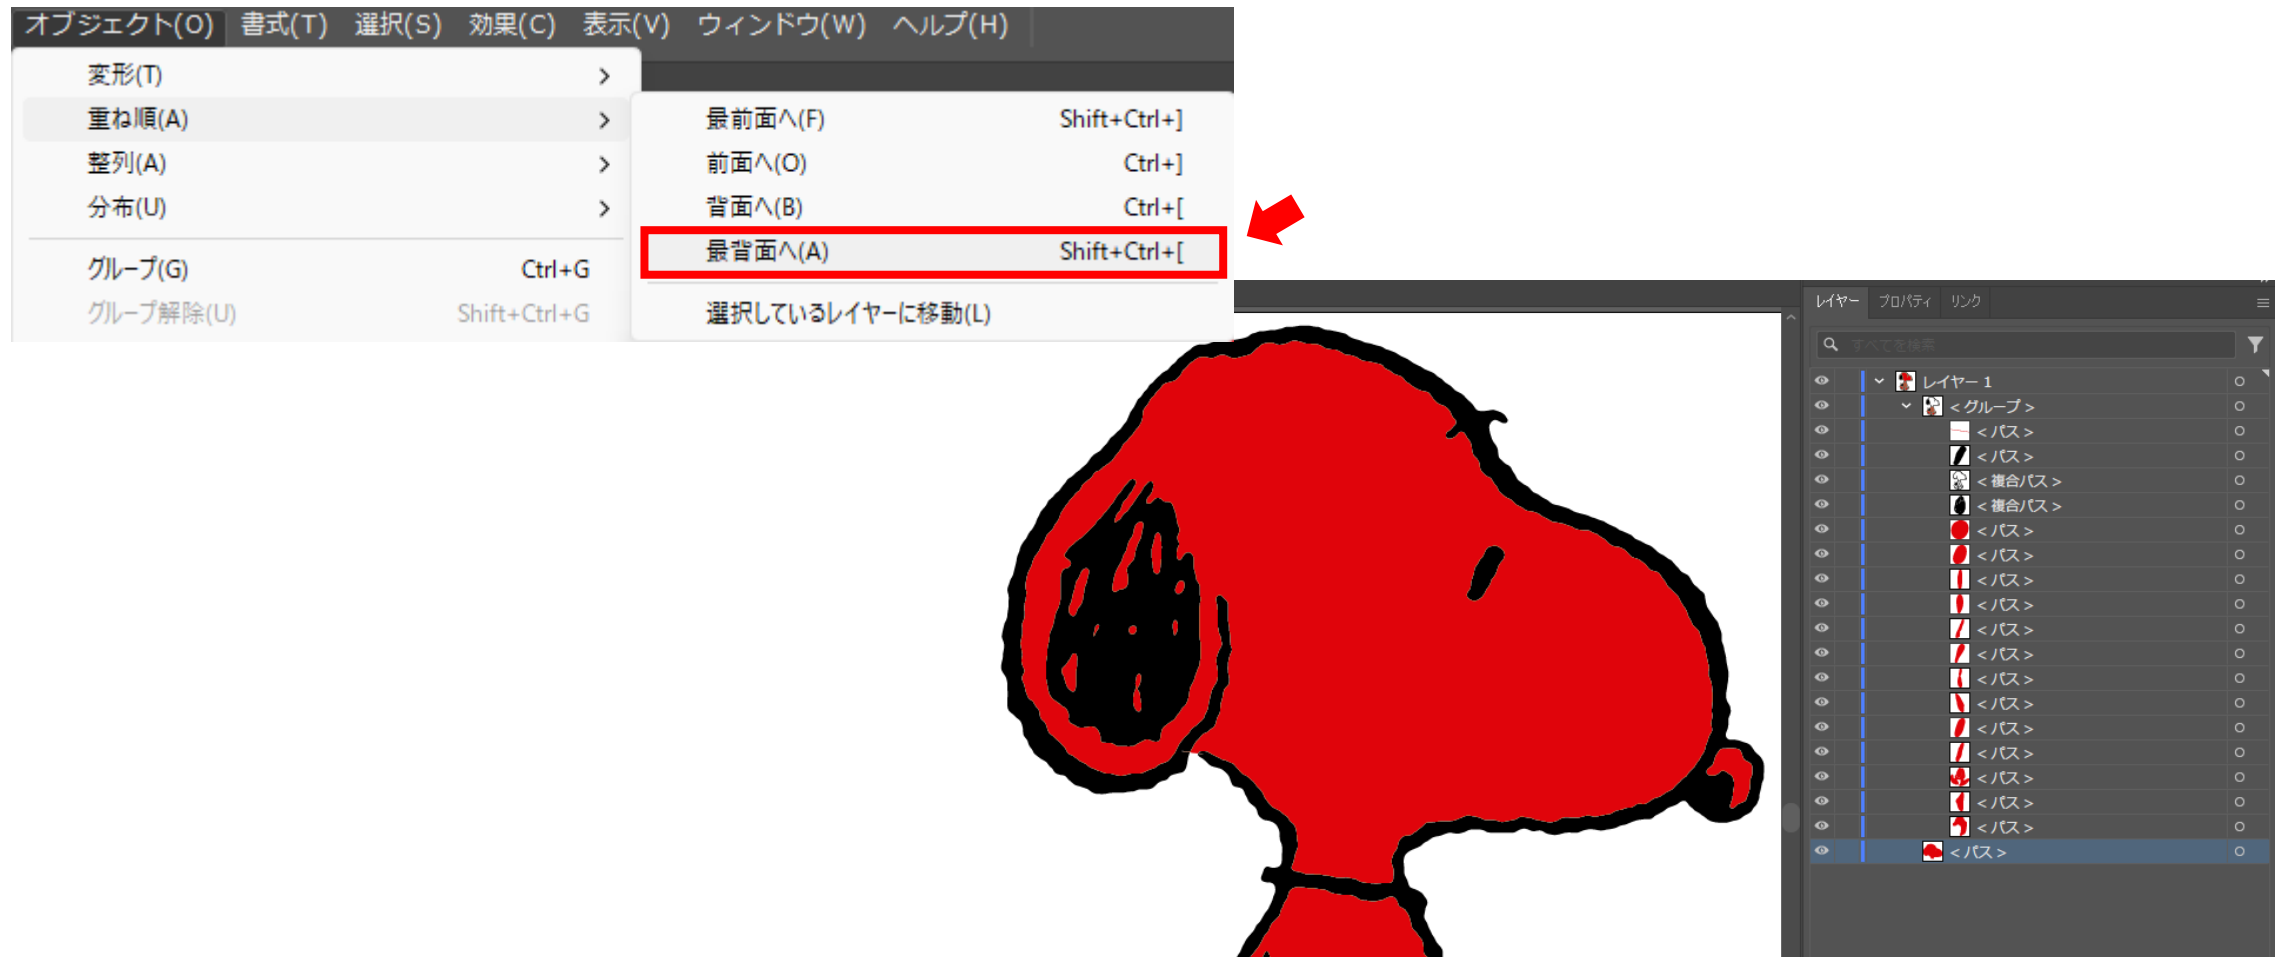 オブジェクト(O) 書式(T) 選択(S) 効果(C) 表示(V) ウィンドウ(W) ヘルプ(H)
変形(T)
重ね順(A)
整列(A)
分布(U)
グループ(G) Ctrl+G
グループ解除(U) Shift+Ctrl+G
最前面へ(F) Shift+Ctrl+]
前面へ(O) Ctrl+]
背面へ(B) Ctrl+[
最背面へ(A) Shift+Ctrl+[
選択しているレイヤーに移動(L)
レイヤー プロパティ リンク
すべてを検索
レイヤー 1
<グループ>
<パス>
<パス>
<複合パス>
<複合パス>
<パス>
<パス>
<パス>
<パス>
<パス>
<パス>
<パス>
<パス>
<パス>
<パス>
<パス>
<パス>
<パス>
<パス>